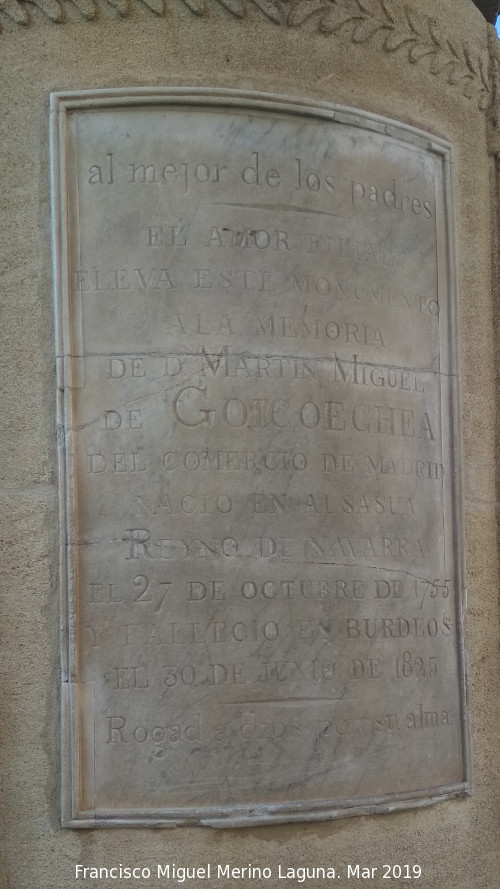 al mejor de los padres
EL AMOR FILIAL
ELEVA ESTE MONUMENTO
A LA MEMORIA
DE Dⁿ MARTIN MIGUEL
DE GOICOECHEA
DEL COMERCIO DE MADRID
NACIO EN ALSASUA
REYNO DE NAVARRA
EL 27 DE OCTUBRE DE 1755
Y FALLECIO EN BURDEOS
EL 30 DE JUNIO DE 1825
Rogad a dios por su alma
Francisco Miguel Merino Laguna. Mar 2019